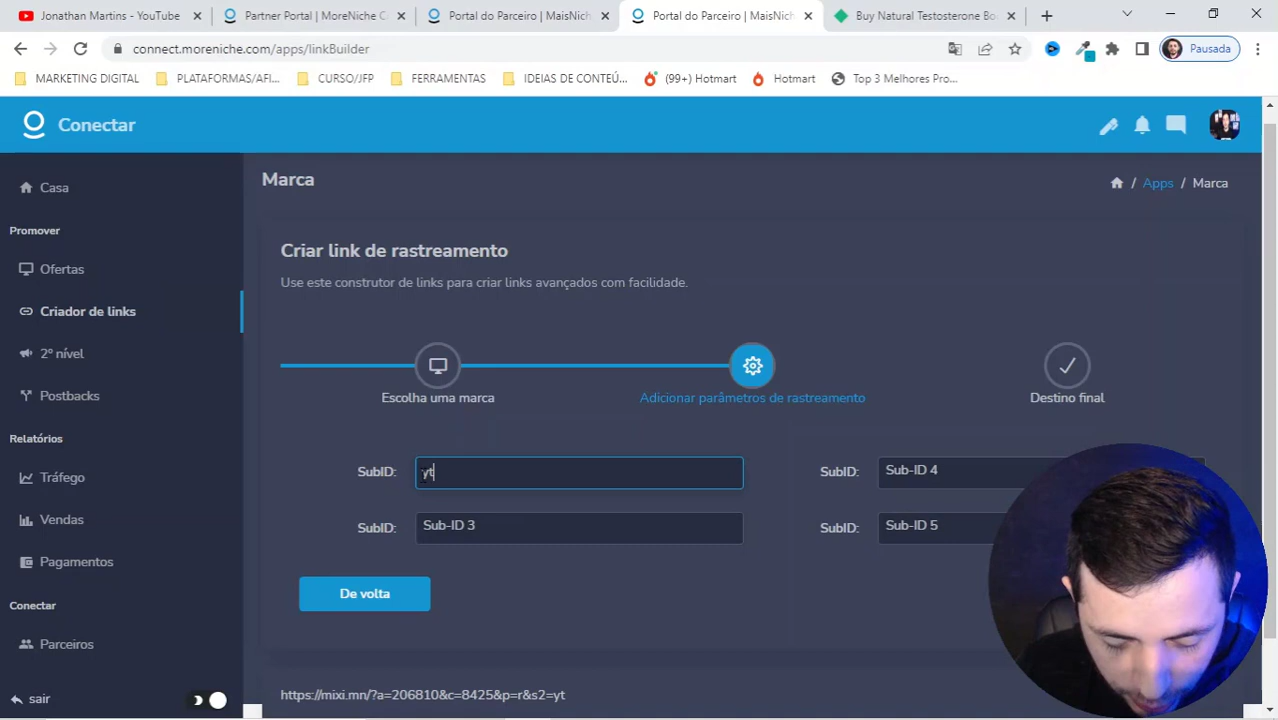 Jonathan Martins - YouTube
Partner Portal | MoreNiche C
Portal do Parceiro | MaisNich
Portal do Parceiro | MaisNich
Buy Natural Testosterone Bo
connect.moreniche.com/apps/linkBuilder
Pausada
MARKETING DIGITAL
PLATAFORMAS/AFI...
CURSO/JFP
FERRAMENTAS
IDEIAS DE CONTEÚ...
(99+) Hotmart
Hotmart
Top 3 Melhores Pro...
Conectar
Casa
Promover
Ofertas
Criador de links
2º nível
Postbacks
Relatórios
Tráfego
Vendas
Pagamentos
Conectar
Parceiros
sair
Marca
/ Apps / Marca
Criar link de rastreamento
Use este construtor de links para criar links avançados com facilidade.
Escolha uma marca
Adicionar parâmetros de rastreamento
Destino final
SubID:
yt
SubID:
Sub-ID 4
SubID:
Sub-ID 3
SubID:
Sub-ID 5
De volta
https://mixi.mn/?a=206810&c=8425&p=r&s2=yt